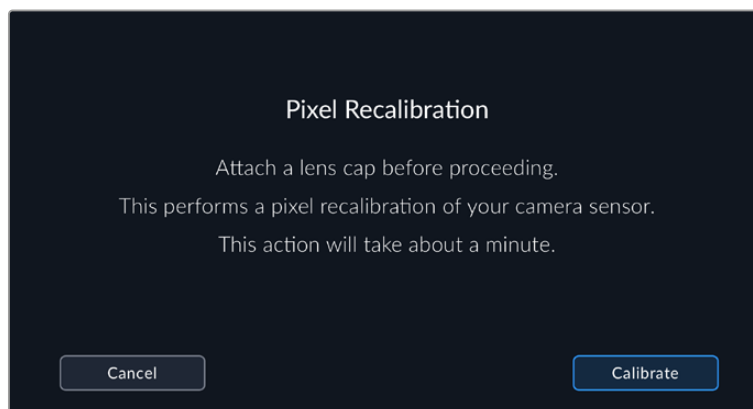 Pixel Recalibration
Attach a lens cap before proceeding.
This performs a pixel recalibration of your camera sensor.
This action will take about a minute.
Cancel
Calibrate